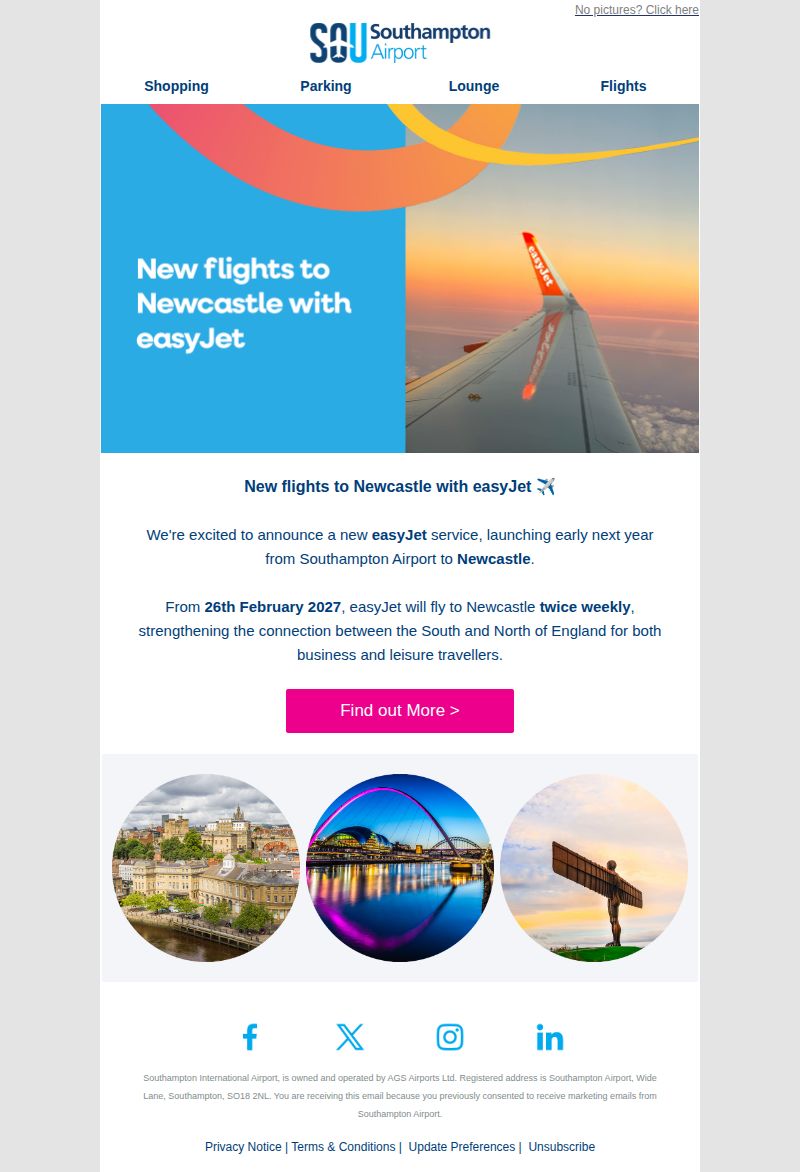 No pictures? Click here
SOU Southampton
Airport
Shopping Parking Lounge Flights
New flights to
Newcastle with
easyJet
easyJet
New flights to Newcastle with easyJet ✈️
We're excited to announce a new easyJet service, launching early next year
from Southampton Airport to Newcastle.
From 26th February 2027, easyJet will fly to Newcastle twice weekly,
strengthening the connection between the South and North of England for both
business and leisure travellers.
Find out More >
Southampton International Airport, is owned and operated by AGS Airports Ltd. Registered address is Southampton Airport, Wide
Lane, Southampton, SO18 2NL. You are receiving this email because you previously consented to receive marketing emails from
Southampton Airport.
Privacy Notice | Terms & Conditions | Update Preferences | Unsubscribe